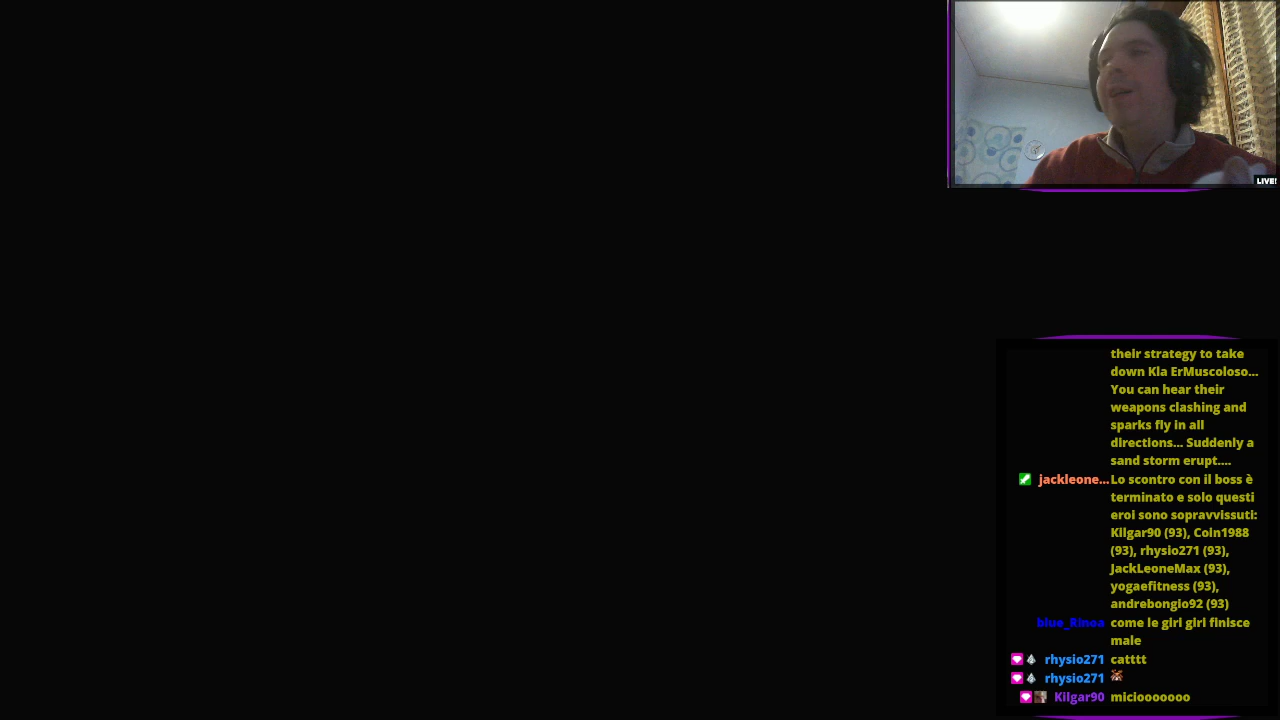 LIVE!
their strategy to take
down Kla ErMuscoloso...
You can hear their
weapons clashing and
sparks fly in all
directions... Suddenly a
sand storm erupt....
jackleone... Lo scontro con il boss è
terminato e solo questi
eroi sono sopravvissuti:
Kilgar90 (93), Coin1988
(93), rhysio271 (93),
JackLeoneMax (93),
yogaefitness (93),
andrebongio92 (93)
blue_Rinoa come le giri giri finisce
male
rhysio271 catttt
rhysio271
Kilgar90 miciooooooo